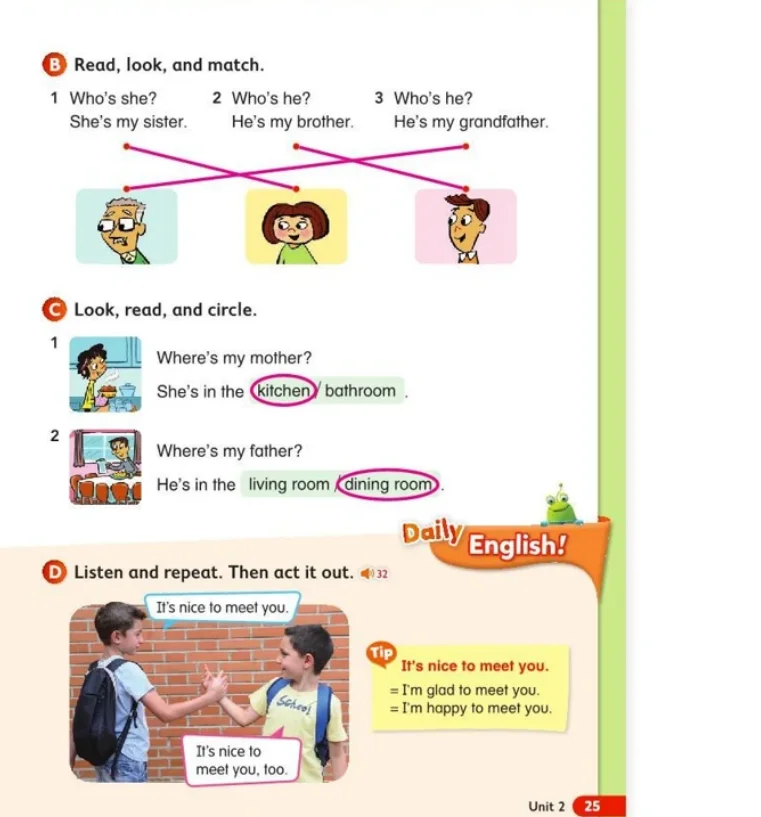 B Read, look, and match.
1 Who's she? 2 Who's he? 3 Who's he?
She's my sister. He's my brother. He's my grandfather.
C Look, read, and circle.
1
Where's my mother?
She's in the kitchen / bathroom .
2
Where's my father?
He's in the living room / dining room .
Daily English!
D Listen and repeat. Then act it out. 32
It's nice to meet you.
School
It's nice to
meet you, too.
Tip
It's nice to meet you.
= I'm glad to meet you.
= I'm happy to meet you.
Unit 2 25